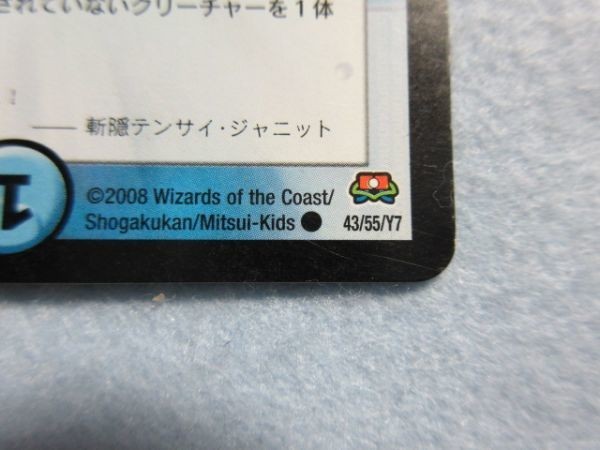 されていないクリーチャーを1体
—— 斬隠テンサイ・ジャニット
1
©2008 Wizards of the Coast/
Shogakukan/Mitsui-Kids ● 43/55/Y7